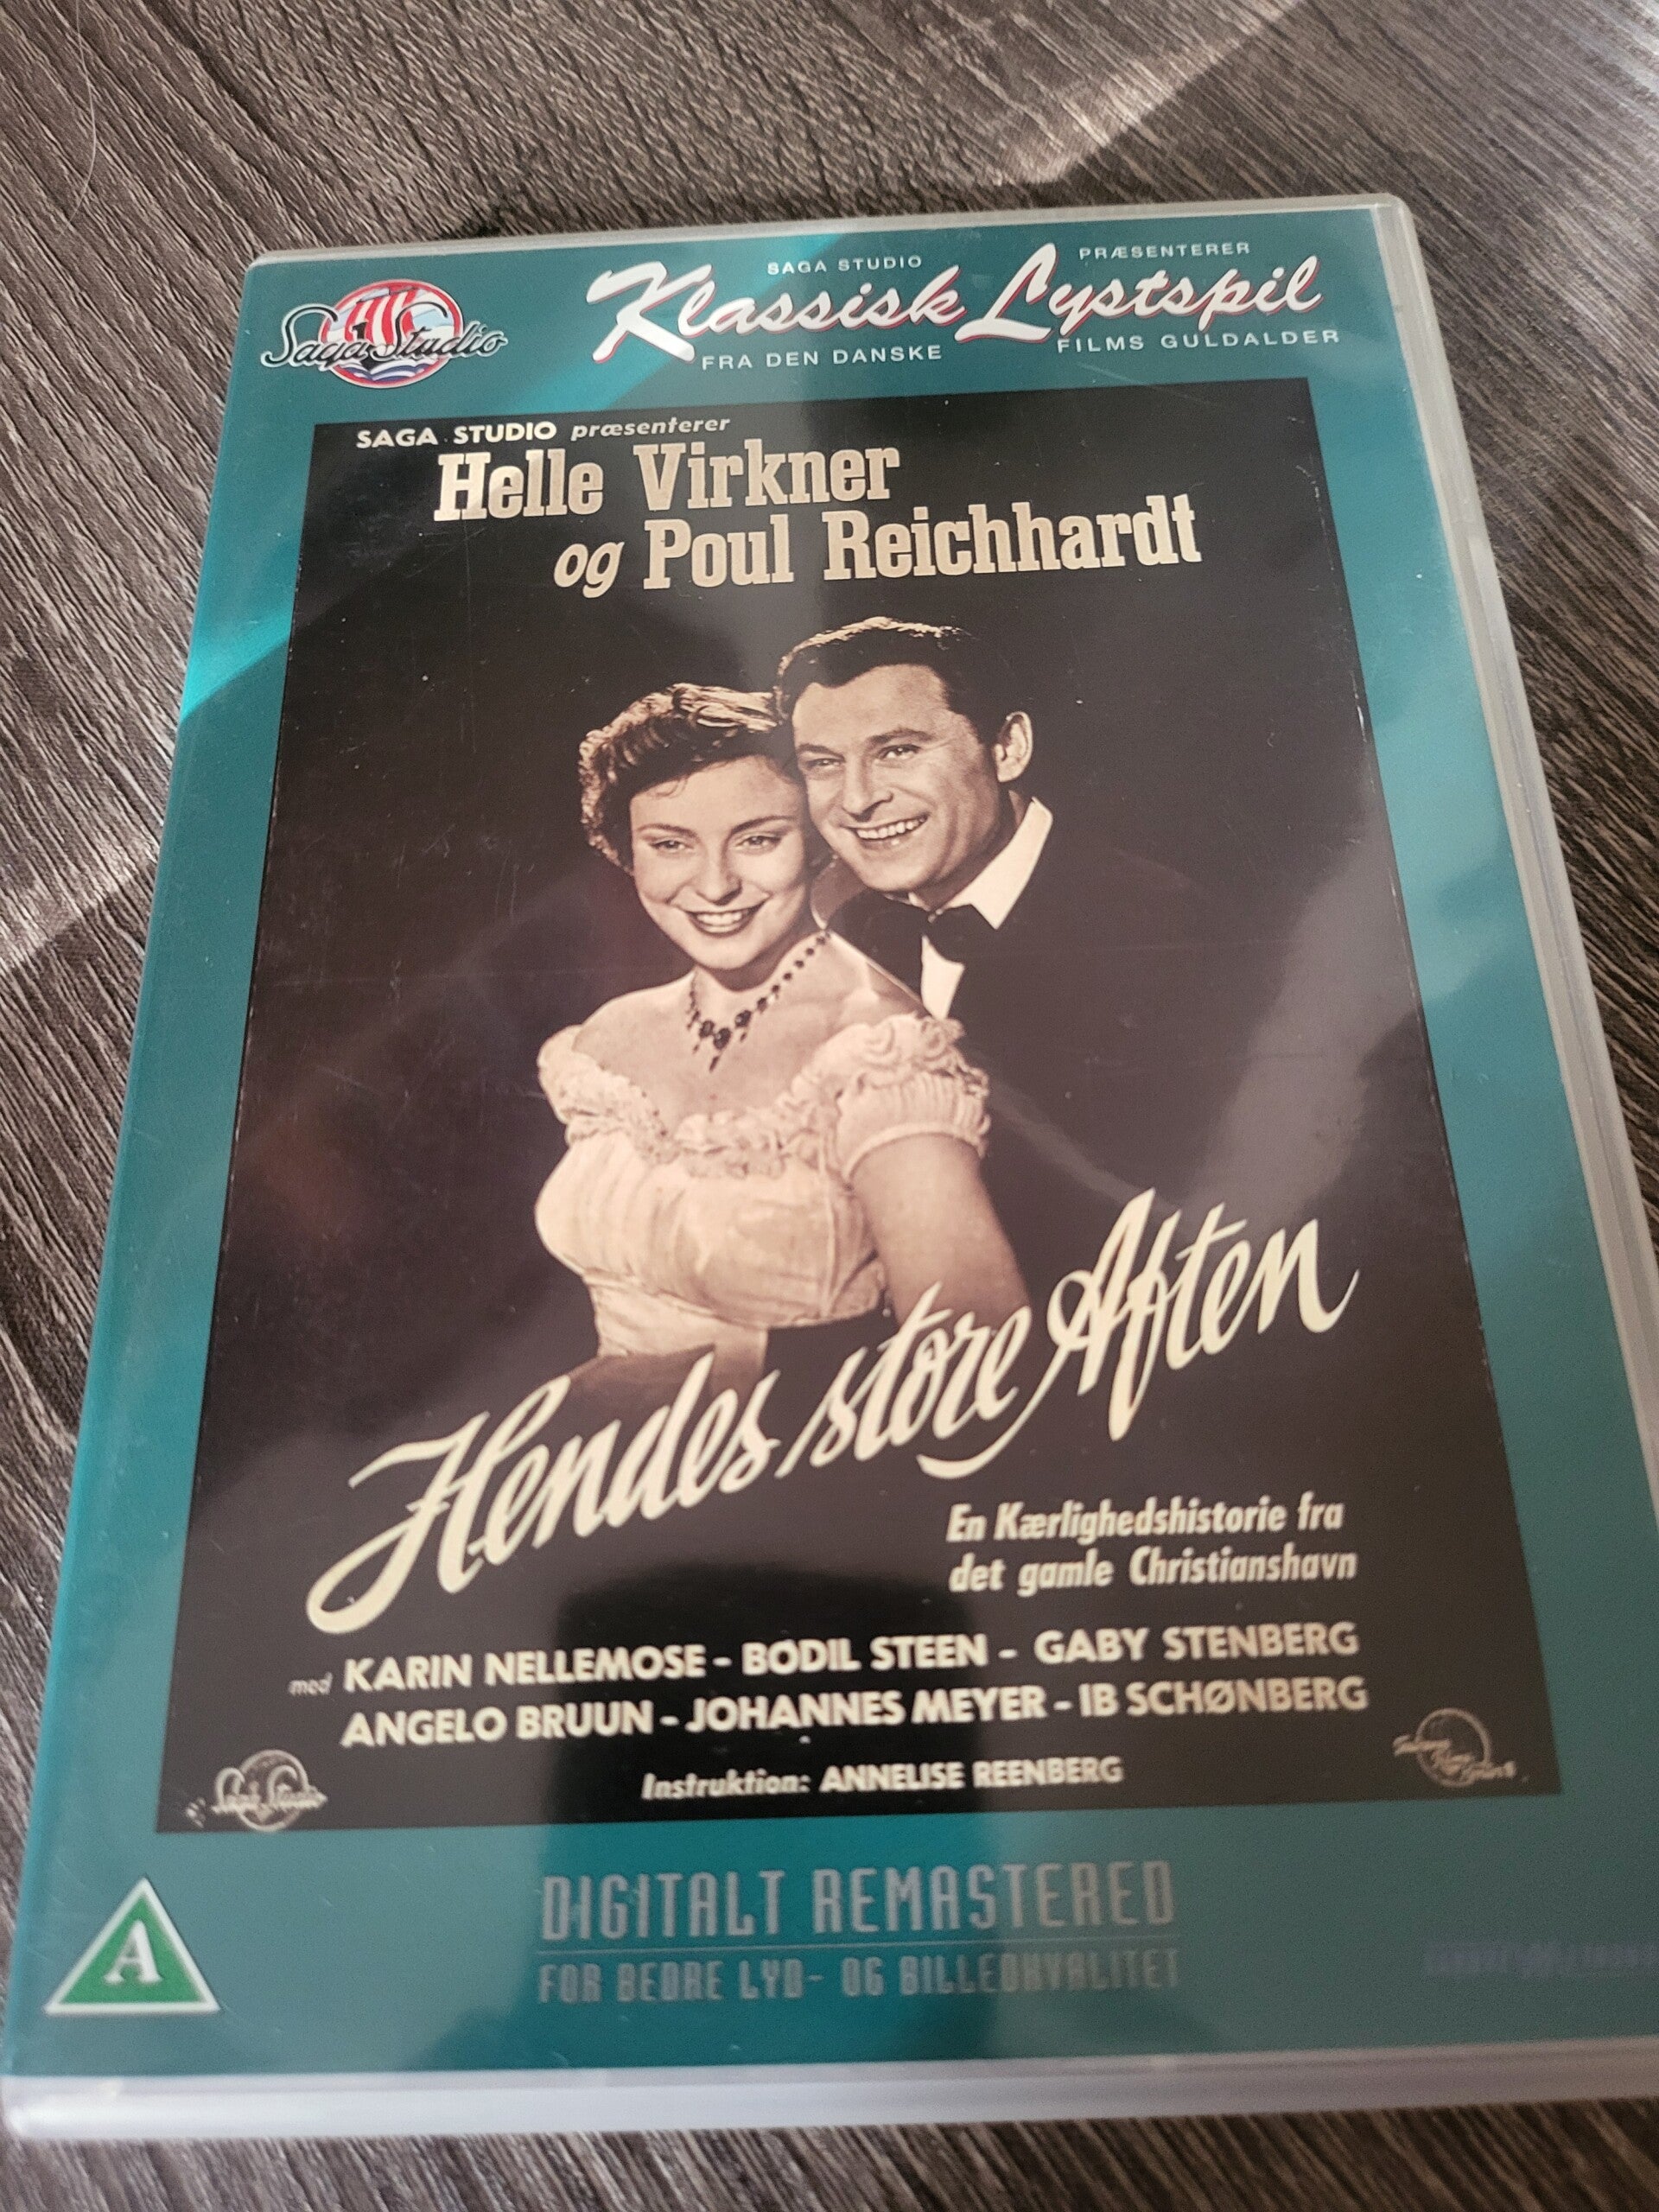 Saga Studio
SAGA STUDIO PRÆSENTERER
Klassisk Lystspil
FRA DEN DANSKE FILMS GULDALDER
SAGA STUDIO præsenterer
Helle Virkner
og Poul Reichhardt
Hendes store Aften
En Kærlighedshistorie fra
det gamle Christianshavn
med KARIN NELLEMOSE - BODIL STEEN - GABY STENBERG
ANGELO BRUUN - JOHANNES MEYER - IB SCHØNBERG
Instruktion: ANNELISE REENBERG
Saga Studio
A
DIGITALT REMASTERED
FOR BEDRE LYD- OG BILLEDKVALITET